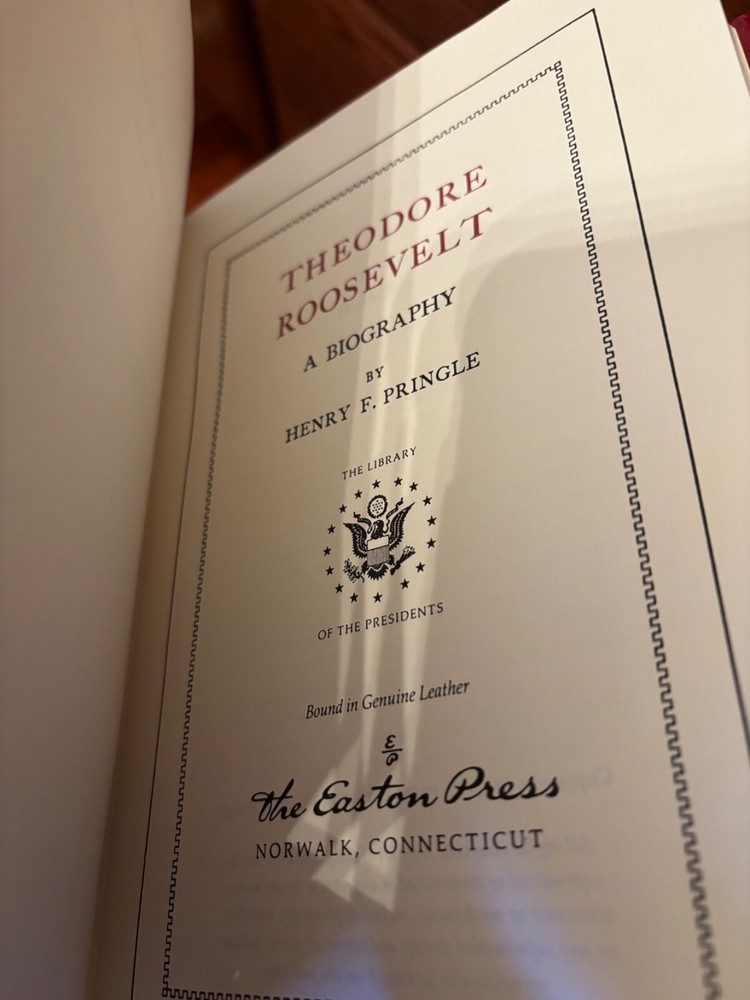 THEODORE
ROOSEVELT
A BIOGRAPHY
BY
HENRY F. PRINGLE
THE LIBRARY
OF THE PRESIDENTS
Bound in Genuine Leather
The Easton Press
NORWALK, CONNECTICUT